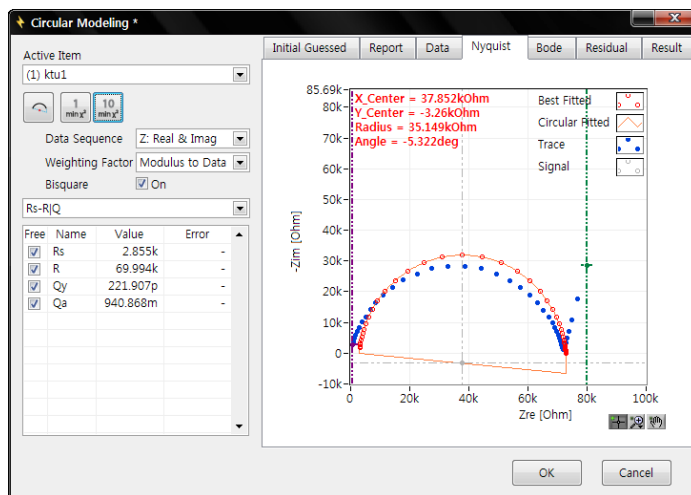 Circular Modeling *
Active Item
(1) ktu1
1
min χ²
10
min χ²
Data Sequence Z: Real & Imag
Weighting Factor Modulus to Data
Bisquare On
Rs-R|Q
Free Name Value Error
Rs 2.855k -
R 69.994k -
Qy 221.907p -
Qa 940.868m -
Initial Guessed Report Data Nyquist Bode Residual Result
X_Center = 37.852kOhm
Y_Center = -3.26kOhm
Radius = 35.149kOhm
Angle = -5.322deg
Best Fitted
Circular Fitted
Trace
Signal
85.69k
80k
70k
60k
50k
40k
30k
20k
10k
0
-10k
-Zim [Ohm]
0 20k 40k 60k 80k 100k
Zre [Ohm]
OK Cancel